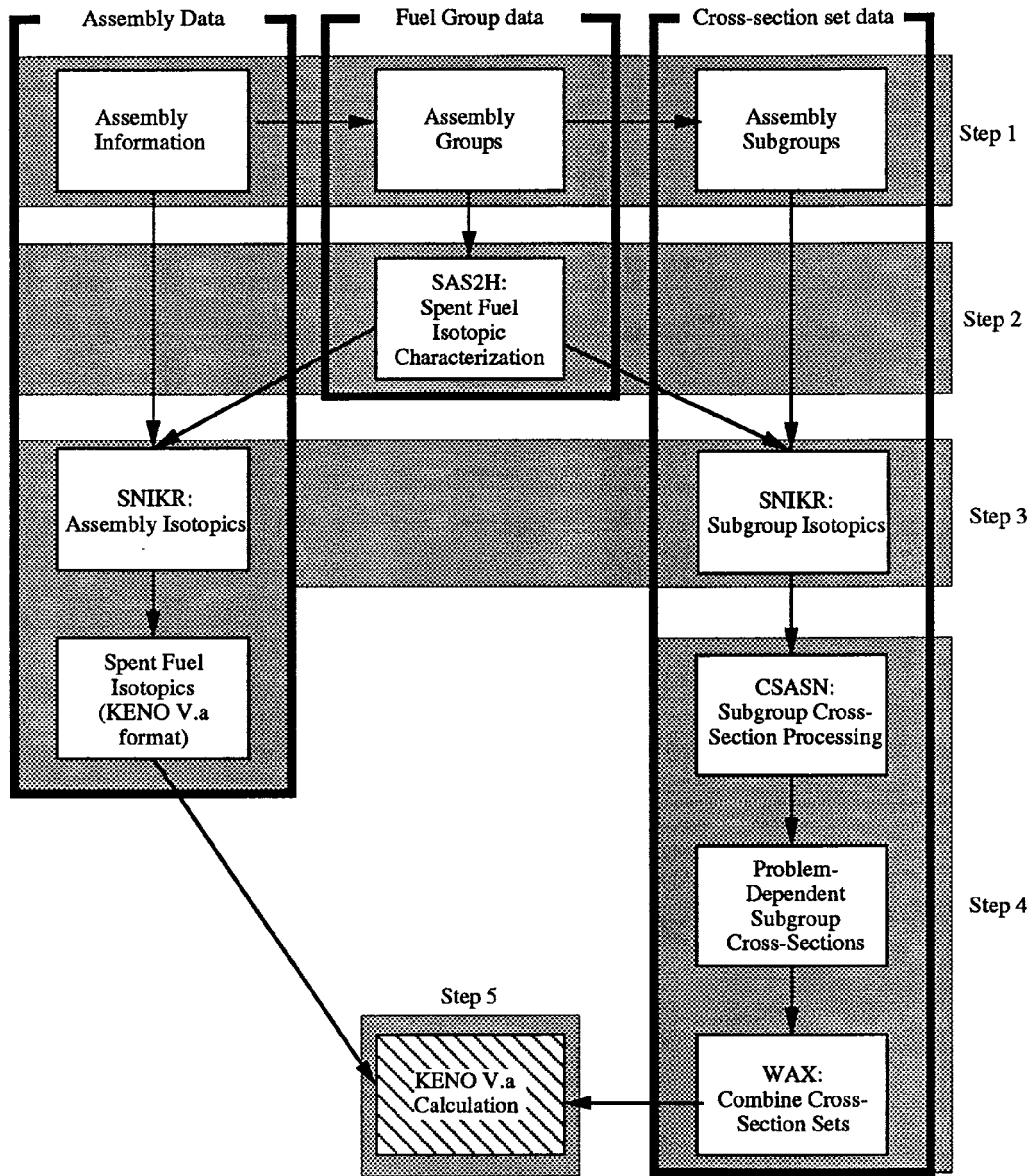 Assembly Data
Fuel Group data
Cross-section set data
Assembly
Information
Assembly
Groups
Assembly
Subgroups
Step 1
SAS2H:
Spent Fuel
Isotopic
Characterization
Step 2
SNIKR:
Assembly Isotopics
SNIKR:
Subgroup Isotopics
Step 3
Spent Fuel
Isotopics
(KENO V.a
format)
CSASN:
Subgroup Cross-
Section Processing
Problem-
Dependent
Subgroup
Cross-Sections
Step 4
Step 5
KENO V.a
Calculation
WAX:
Combine Cross-
Section Sets